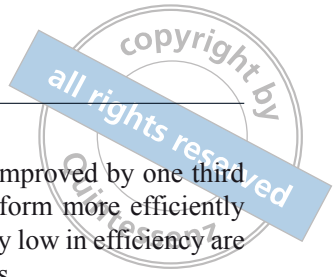 copyright by
all rights reserved
Quintessenz
mproved by one third
form more efficiently
y low in efficiency are
s.